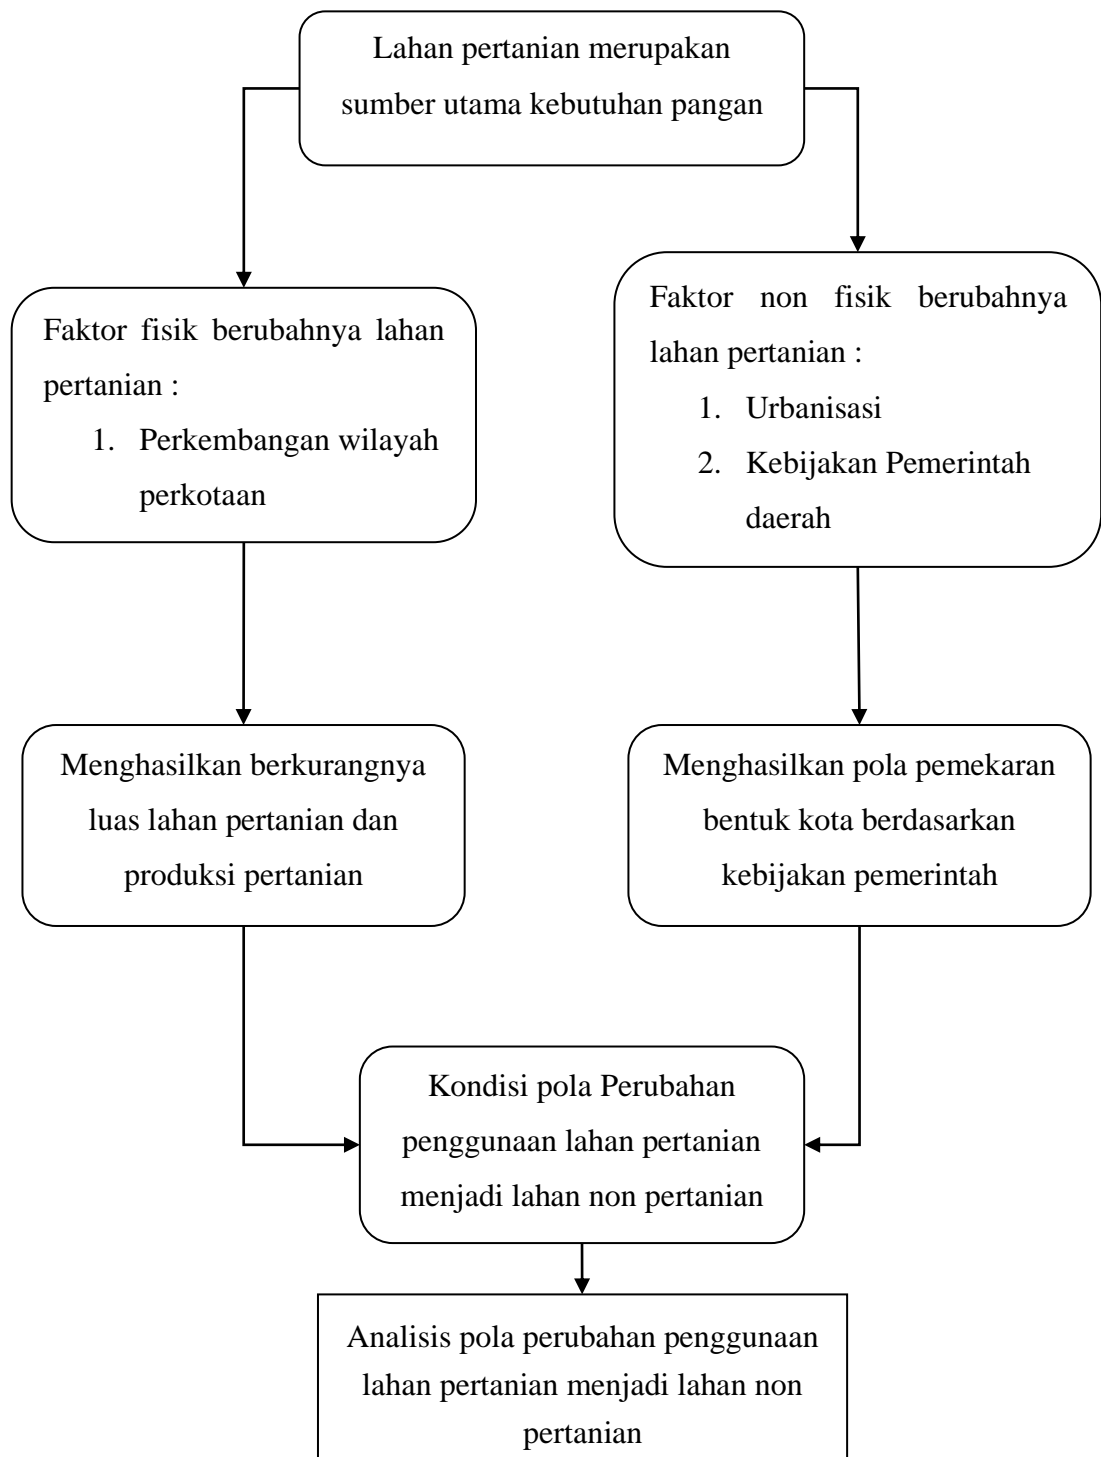 Lahan pertanian merupakan
sumber utama kebutuhan pangan
Faktor fisik berubahnya lahan
pertanian :
1. Perkembangan wilayah
perkotaan
Faktor non fisik berubahnya
lahan pertanian :
1. Urbanisasi
2. Kebijakan Pemerintah
daerah
Menghasilkan berkurangnya
luas lahan pertanian dan
produksi pertanian
Menghasilkan pola pemekaran
bentuk kota berdasarkan
kebijakan pemerintah
Kondisi pola Perubahan
penggunaan lahan pertanian
menjadi lahan non pertanian
Analisis pola perubahan penggunaan
lahan pertanian menjadi lahan non
pertanian